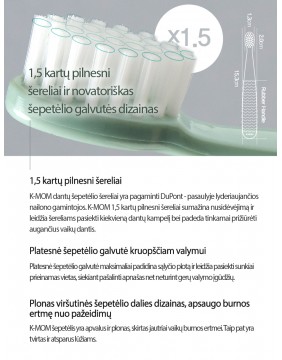 x1.5
1,5 kartų pilnesni
šereliai ir novatoriškas
šepetėlio galvutės dizainas
Rubber Handle
1,5 kartų pilnesni šereliai
K-MOM dantų šepetėlio šereliai yra pagaminti DuPont - pasaulyje lyderiaujančios
nailono gamintojos. K-MOM 1,5 kartų pilnesni šereliai sumažina nusidėvėjimą ir
leidžia šereliams pasiekti kiekvieną dantų kampelį bei padeda tinkamai prižiūrėti
augančius vaikų dantis.
Platesnė šepetėlio galvutė kruopščiam valymui
Platesnė šepetėlio galvutė maksimaliai padidina sąlyčio plotą ir leidžia pasiekti sunkiai
prieinamas vietas, siekiant pašalinti apnašas net neturint gerų valymo įgūdžių.
Plonas viršutinės šepetėlio dalies dizainas, apsaugo burnos
ertmę nuo pažeidimų
K-MOM šepetėlis yra apvalus ir plonas, skirtas jautriai vaikų burnos ertmei. Taip pat yra
tvirtas ir atsparus lūžiams.